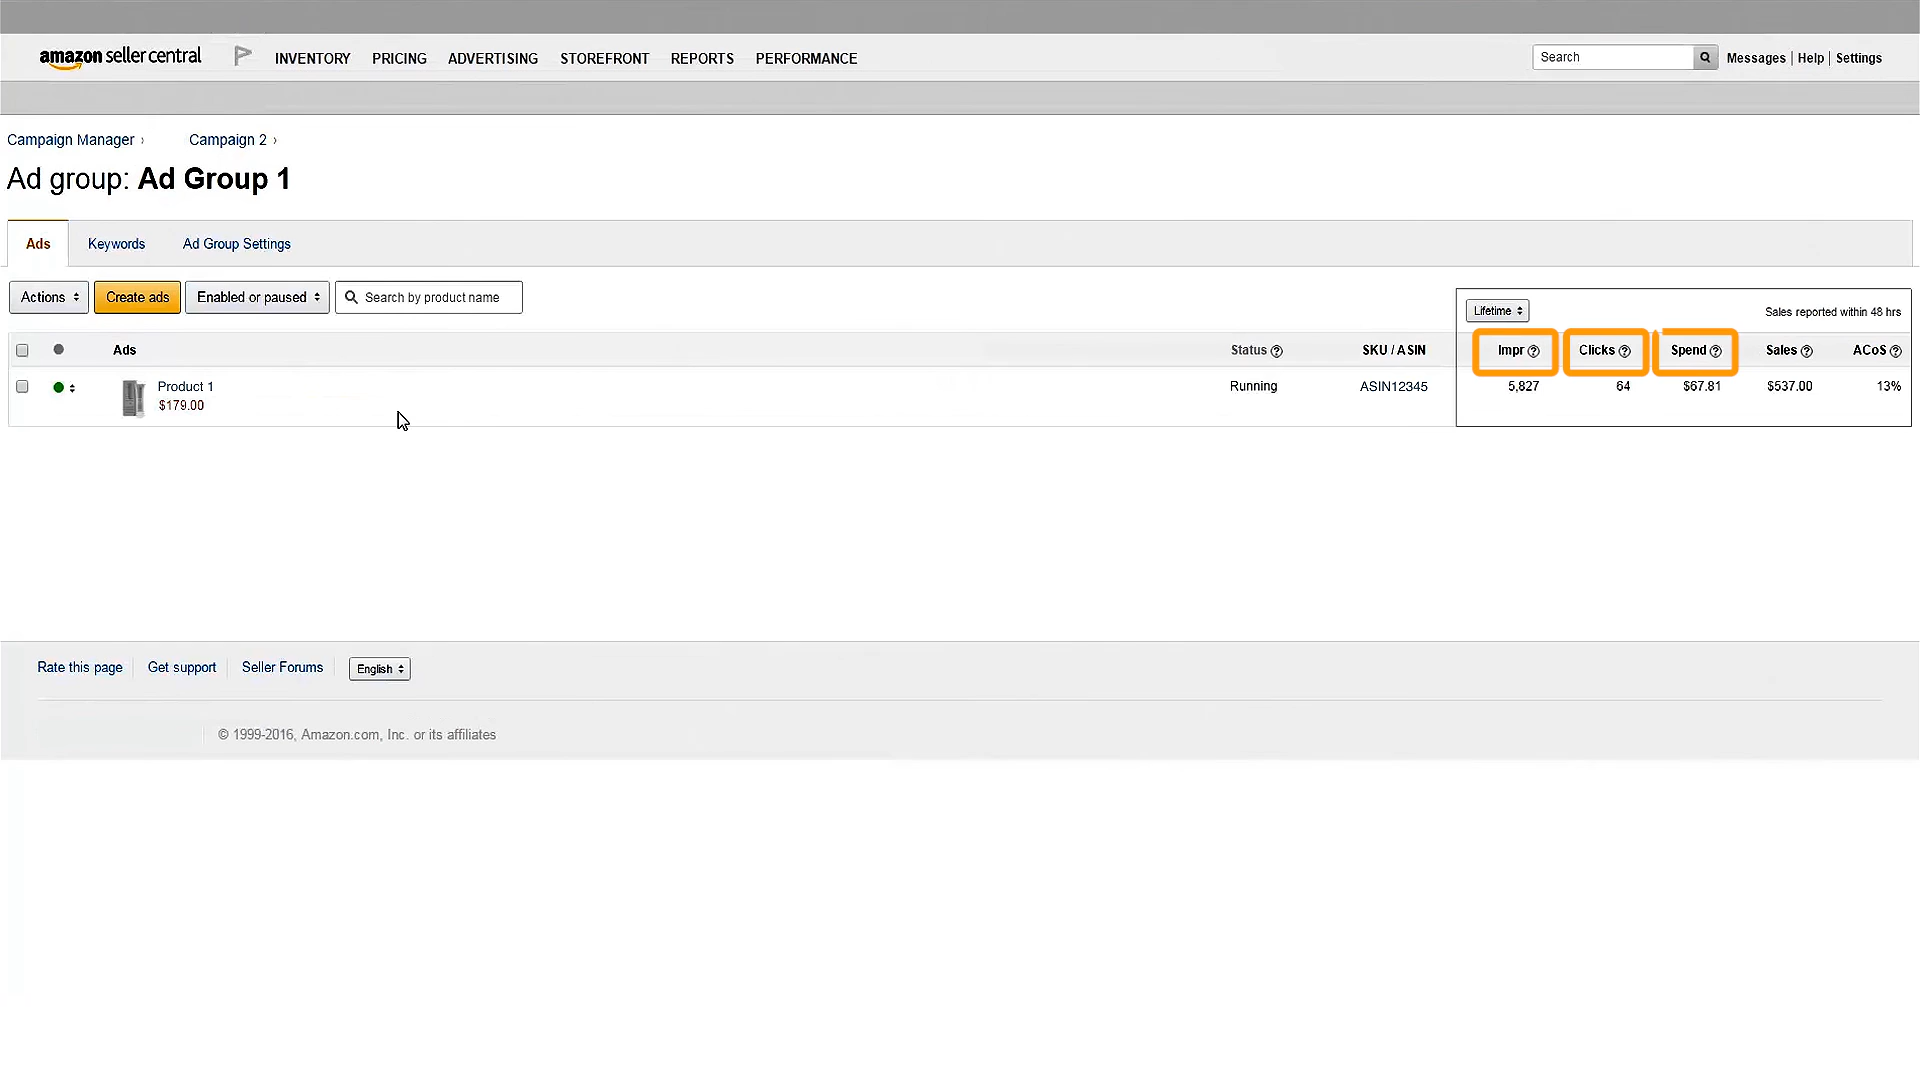 amazon seller central INVENTORY PRICING ADVERTISING STOREFRONT REPORTS PERFORMANCE Search Messages | Help | Settings
Campaign Manager › Campaign 2 ›
Ad group: Ad Group 1
Ads Keywords Ad Group Settings
Actions Create ads Enabled or paused Search by product name
Lifetime Sales reported within 48 hrs
Ads Status ? SKU / ASIN Impr ? Clicks ? Spend ? Sales ? ACoS ?
Product 1 Running ASIN12345 5,827 64 $67.81 $537.00 13%
$179.00
Rate this page Get support Seller Forums English
© 1999-2016, Amazon.com, Inc. or its affiliates